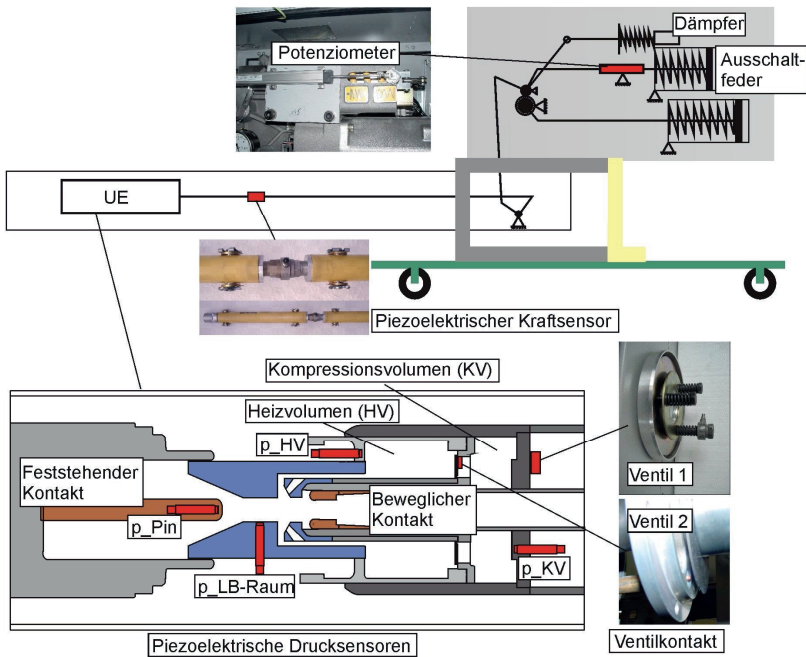 Dämpfer
Potenziometer
Ausschalt-
feder
UE
Piezoelektrischer Kraftsensor
Kompressionsvolumen (KV)
Heizvolumen (HV)
p_HV
Feststehender
Kontakt
Beweglicher
Kontakt
p_Pin
p_LB-Raum
p_KV
Ventil 1
Ventil 2
Ventilkontakt
Piezoelektrische Drucksensoren